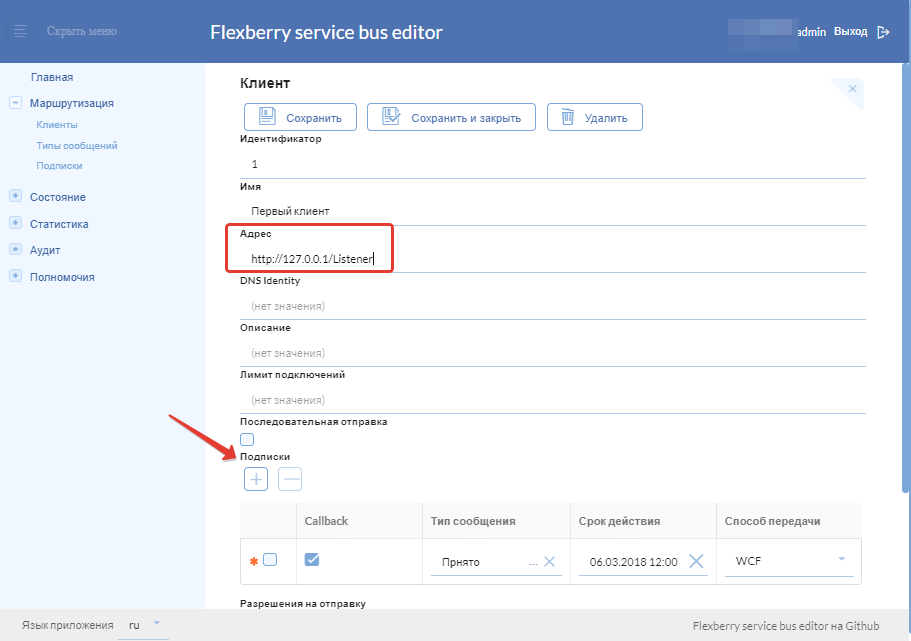 Скрыть меню
Flexberry service bus editor
admin Выход
Главная
Маршрутизация
Клиенты
Типы сообщений
Подписки
Состояние
Статистика
Аудит
Полномочия
Клиент
Сохранить
Сохранить и закрыть
Удалить
Идентификатор
1
Имя
Первый клиент
Адрес
http://127.0.0.1/Listener
DNS Identity
(нет значения)
Описание
(нет значения)
Лимит подключений
(нет значения)
Последовательная отправка
Подписки
Callback Тип сообщения Срок действия Способ передачи
Прнято ... 06.03.2018 12:00 WCF
Разрешения на отправку
Язык приложения ru
Flexberry service bus editor на Github